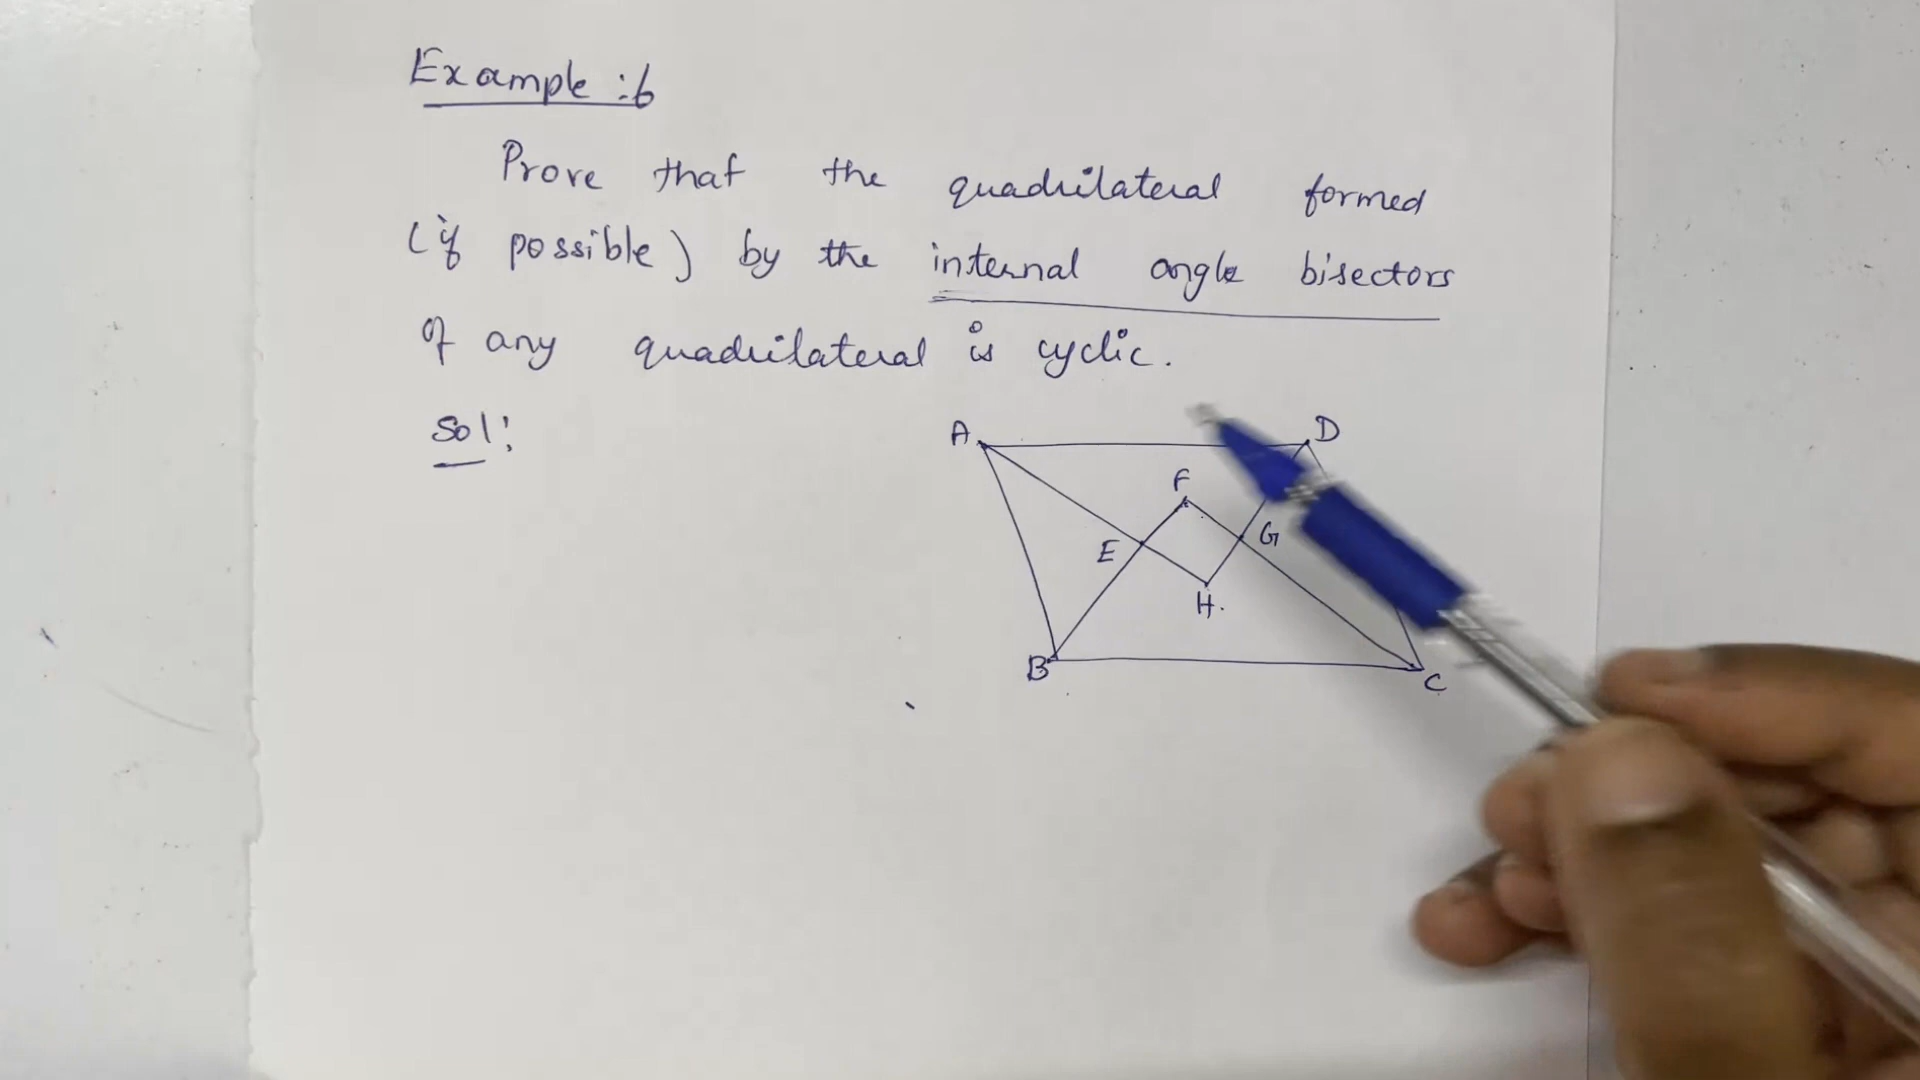 Example :6
Prove that the quadrilateral formed
(if possible) by the internal angle bisectors
of any quadrilateral is cyclic.
Sol:
A
D
F
E
G
H.
B
C